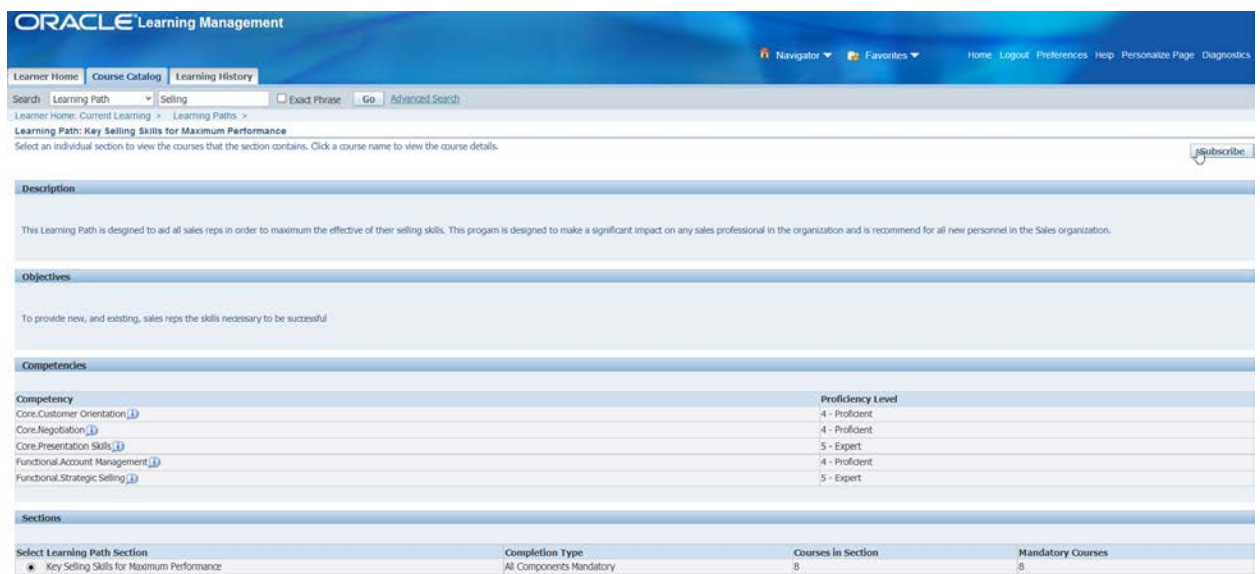 ORACLE Learning Management
Navigator Favorites Home Logout Preferences Help Personalize Page Diagnostics
Learner Home Course Catalog Learning History
Search Learning Path Selling Exact Phrase Go Advanced Search
Learner Home: Current Learning > Learning Paths >
Learning Path: Key Selling Skills for Maximum Performance
Select an individual section to view the courses that the section contains. Click a course name to view the course details.
Subscribe
Description
This Learning Path is desgined to aid all sales reps in order to maximum the effective of their selling skills. This progam is designed to make a significant impact on any sales professional in the organization and is recommend for all new personnel in the Sales organization.
Objectives
To provide new, and existing, sales reps the skills necessary to be successful
Competencies
Competency Proficiency Level
Core.Customer Orientation 4 - Proficient
Core.Negotiation 4 - Proficient
Core.Presentation Skills 5 - Expert
Functional.Account Management 4 - Proficient
Functional.Strategic Selling 5 - Expert
Sections
Select Learning Path Section Completion Type Courses in Section Mandatory Courses
Key Selling Skills for Maximum Performance All Components Mandatory 8 8